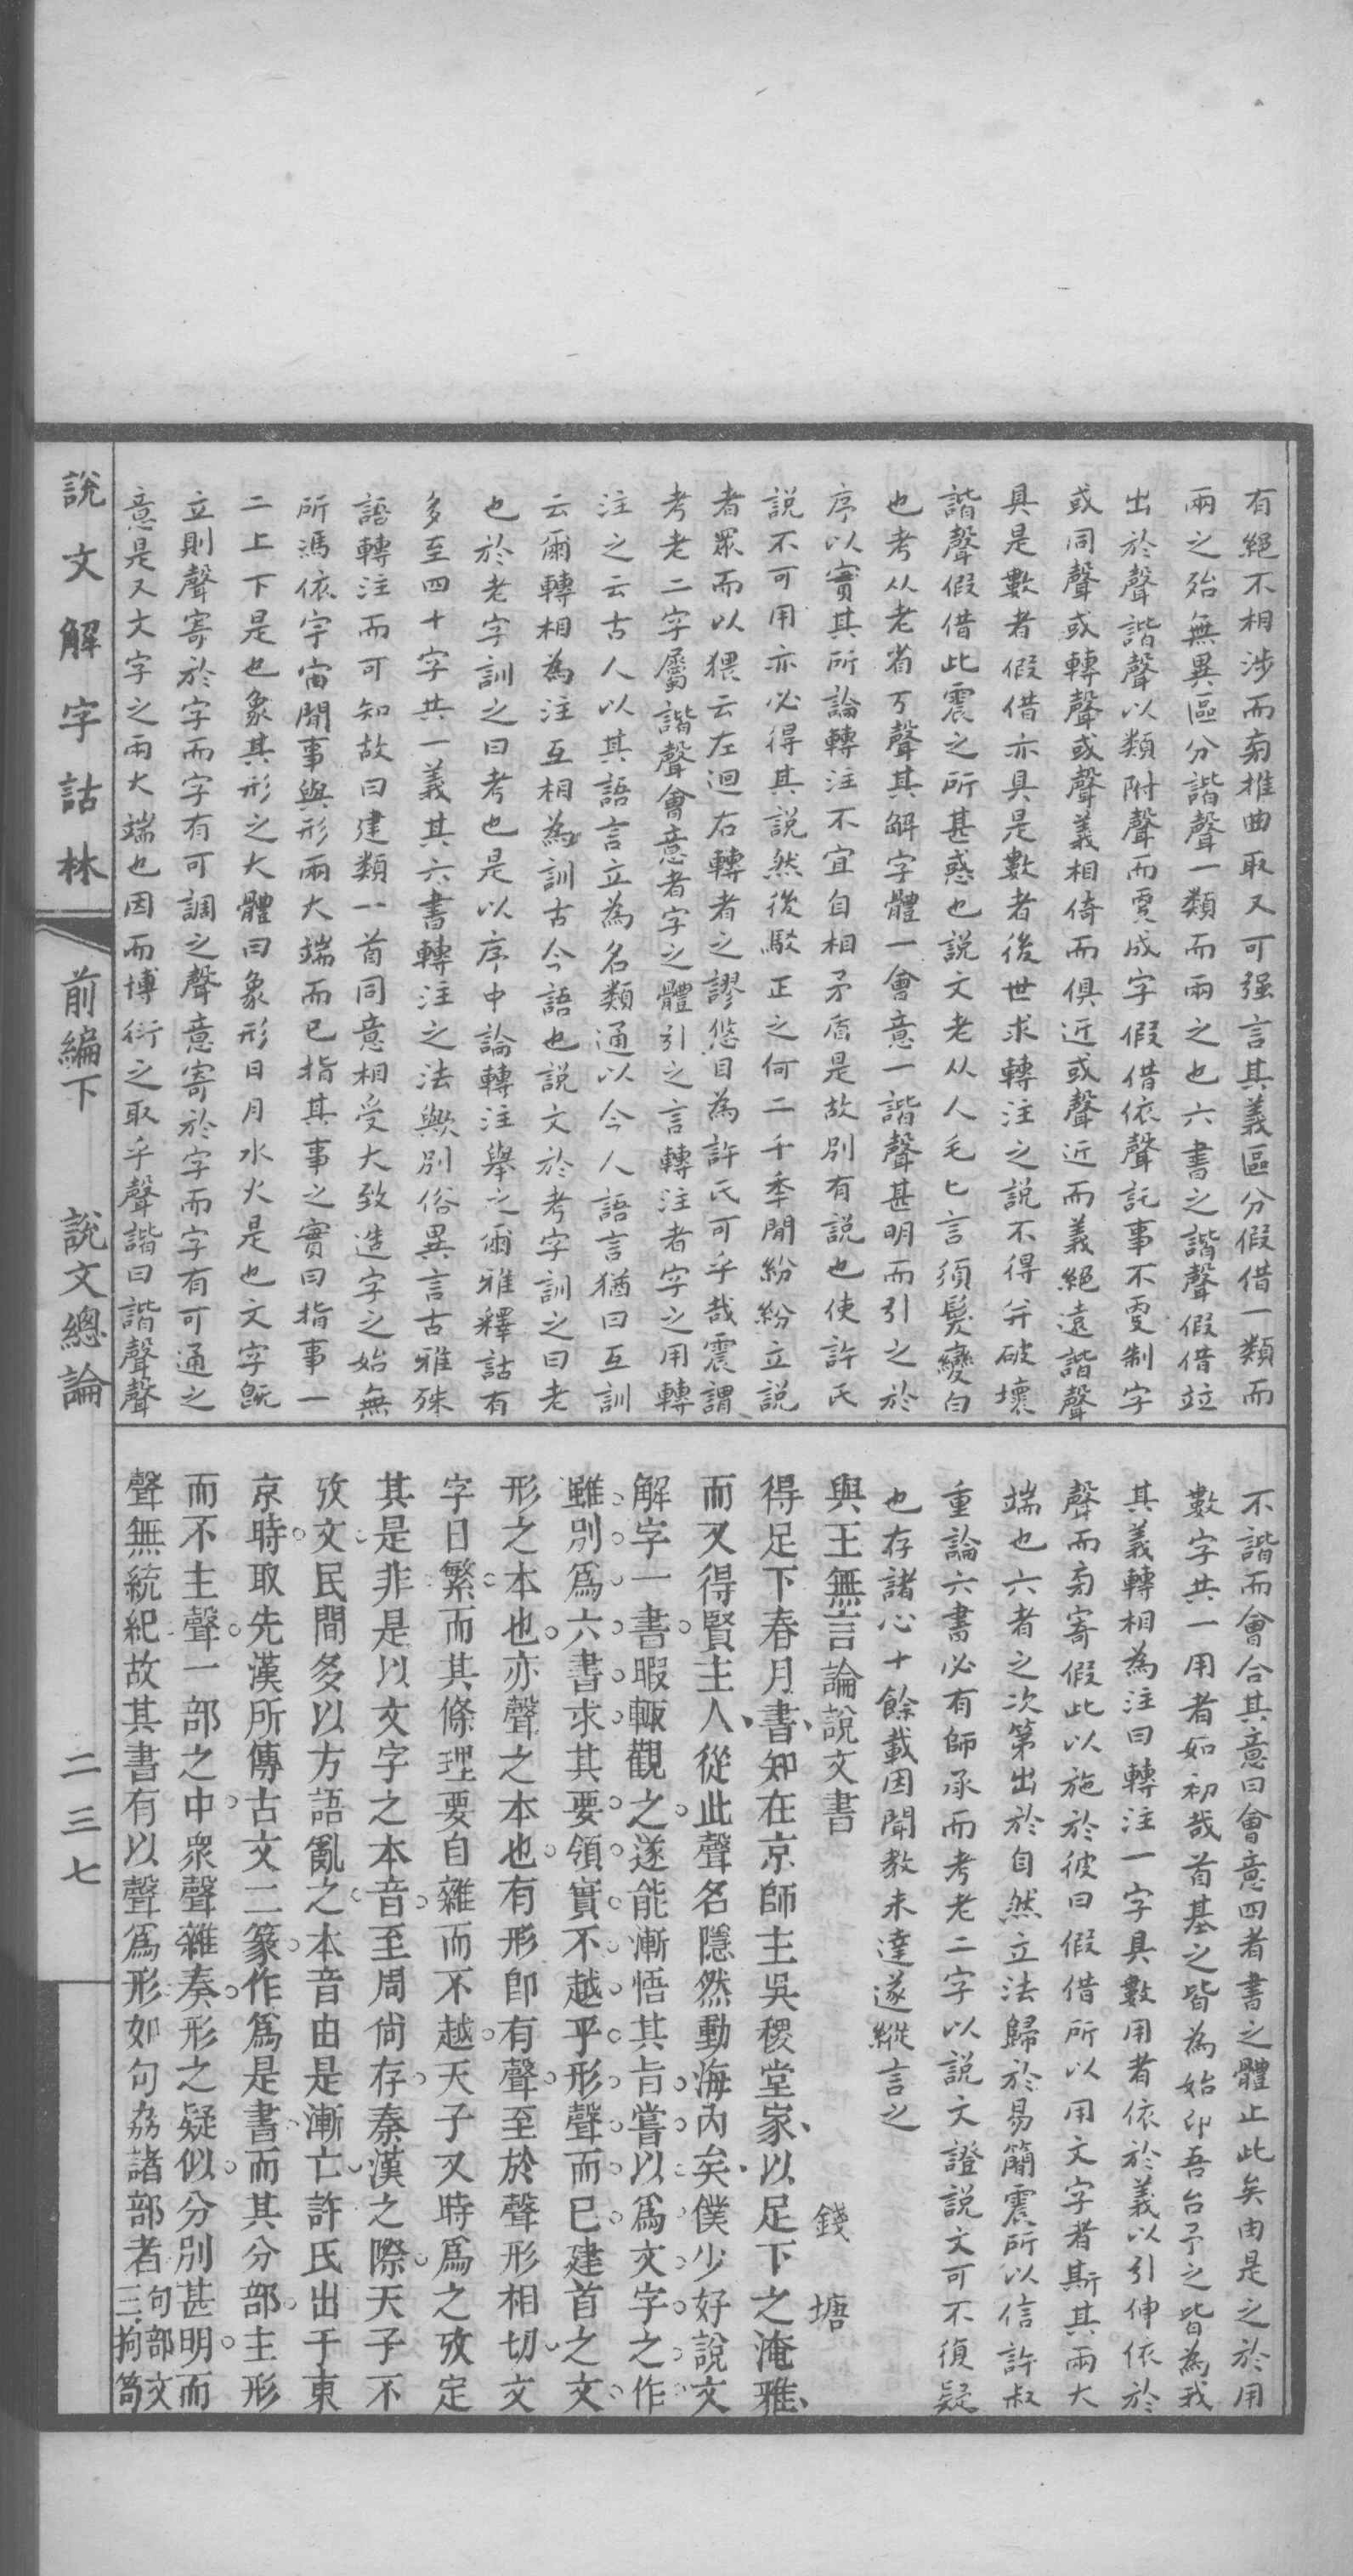 有絕不相涉而旁推曲取又可强言其義區分假借一類而
兩之殆無異區分諧聲一類而兩之也六書之諧聲假借竝
出於聲諧聲以類附聲而更成字假借依聲託事不更制字
或同聲或轉聲或聲義相倚而俱近或聲近而義絕遠諧聲
具是數者假借亦具是數者後世求轉注之説不得幷破壞
諧聲假借此震之所甚惑也説文老从人毛匕言須髮變白
也考从老省丂聲其解字體一會意一諧聲甚明而引之於
序以實其所論轉注不宜自相矛盾是故別有説也使許氏
説不可用亦必得其説然後駁正之何二千季閒紛紛立説
者眾而以猥云左迴右轉者之謬悠目為許氏可乎哉震謂
考老二字屬諧聲會意者字之體引之言轉注者字之用轉
注之云古人以其語言立為名類通以今人語言猶曰互訓
云爾轉相為注互相為訓古今語也説文於考字訓之曰老
也於老字訓之曰考也是以序中論轉注舉之爾雅釋詁有
多至四十字共一義其六書轉注之法歟別俗異言古雅殊
語轉注而可知故曰建類一首同意相受大致造字之始無
所馮依宇宙閒事與形兩大端而已指其事之實曰指事一
二上下是也象其形之大體曰象形日月水火是也文字旣
立則聲寄於字而字有可調之聲意寄於字而字有可通之
意是又文字之兩大端也因而博衍之取乎聲諧曰諧聲聲
不諧而會合其意曰會意四者書之體止此矣由是之於用
數字共一用者如初哉首基之皆為始卬吾台予之皆為我
其義轉相為注曰轉注一字具數用者依於義以引伸依於
聲而旁寄假此以施於彼曰假借所以用文字者斯其兩大
端也六者之次第出於自然立法歸於易簡震所以信許叔
重論六書必有師承而考老二字以説文證説文可不復疑
也存諸心十餘載因聞教未達遂縱言之
與王無言論說文書　錢　塘
得足下春月書知在京師主吳稷堂家以足下之淹雅
而又得賢主人從此聲名隱然動海內矣僕少好說文
解字一書暇輒觀之遂能漸悟其旨嘗以爲文字之作
雖別爲六書求其要領實不越乎形聲而已建首之文
形之本也亦聲之本也有形卽有聲至於聲形相切文
字日繁而其條理要自雜而不越天子又時爲之攷定
其是非是以文字之本音至周尙存秦漢之際天子不
攷文民間多以方語亂之本音由是漸亡許氏出于東
京時取先漢所傳古文二篆作爲是書而其分部主形
而不主聲一部之中衆聲雜奏形之疑似分別甚明而
聲無統紀故其書有以聲爲形如句劦諸部者句部文三拘笱
說文解字詁林　前編下　說文總論　二三七